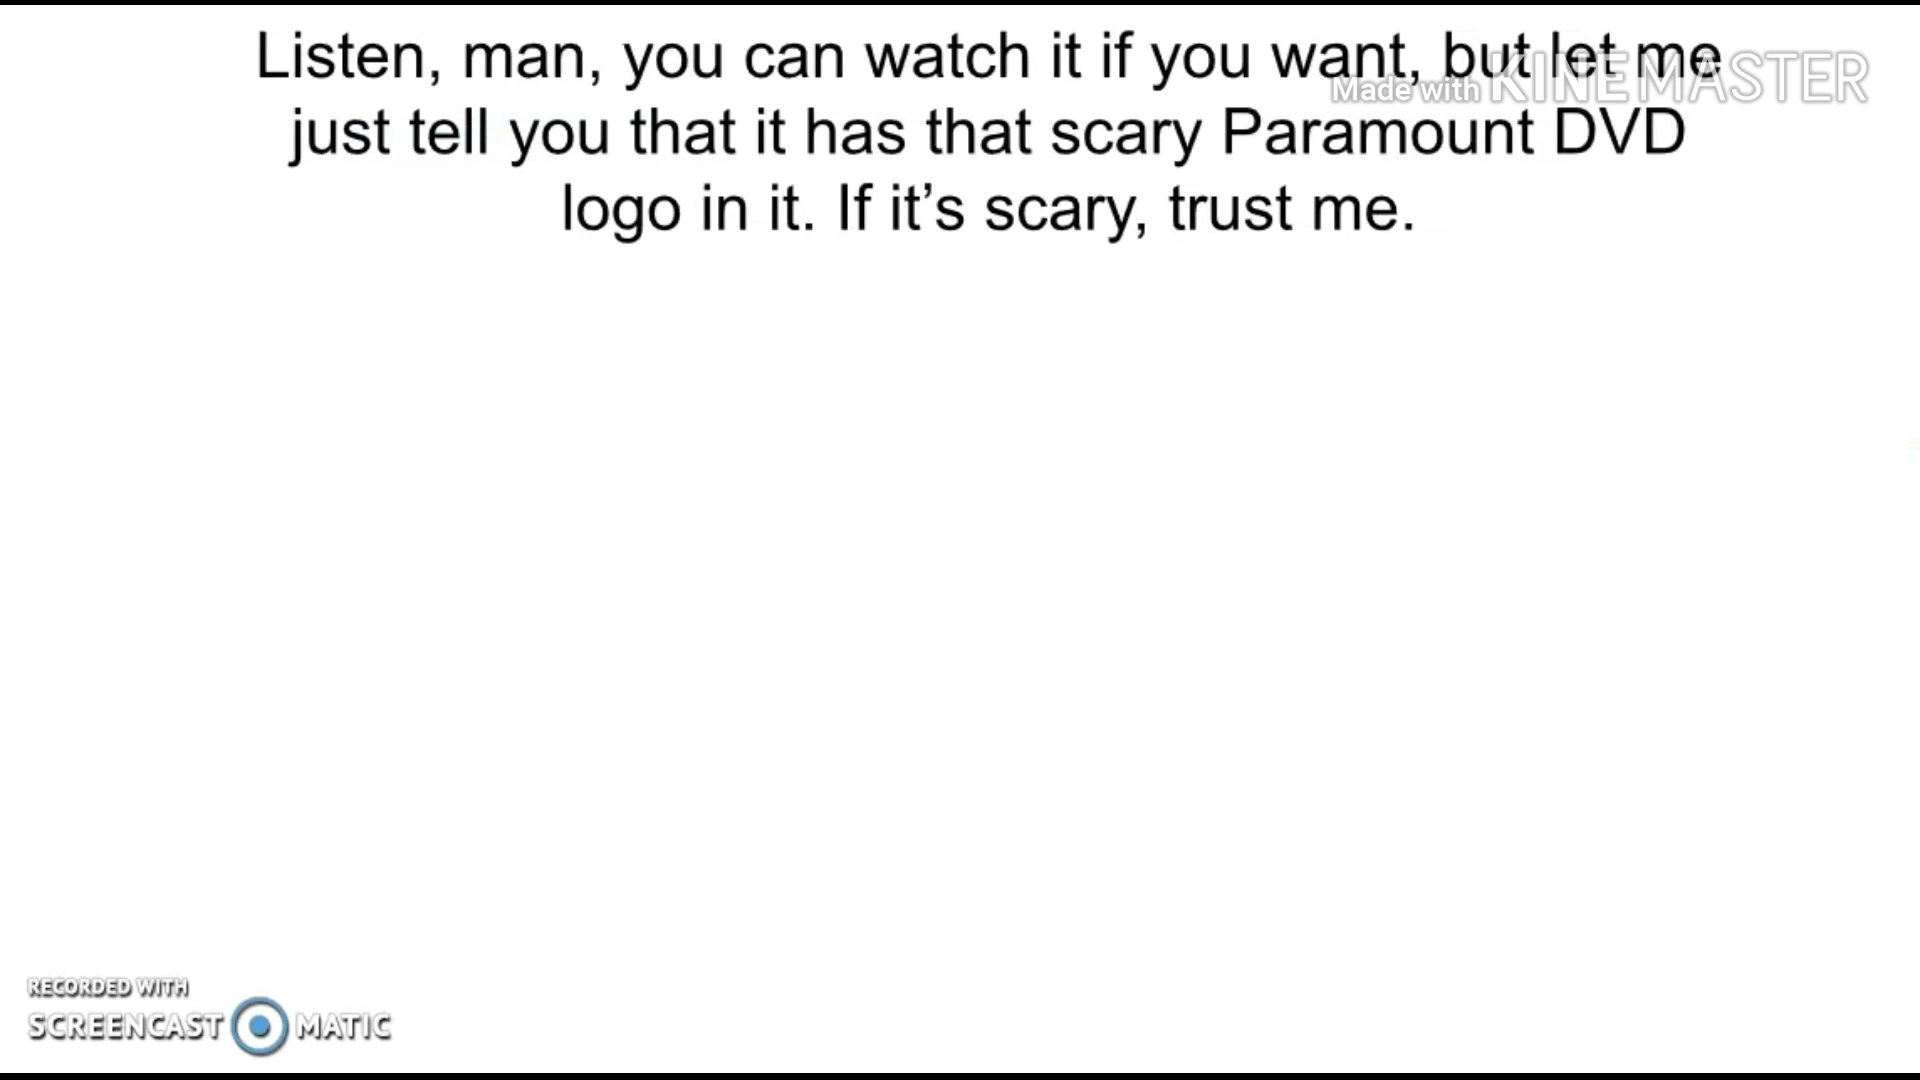 Listen, man, you can watch it if you want, but let me
Made with KINEMASTER
just tell you that it has that scary Paramount DVD
logo in it. If it’s scary, trust me.
RECORDED WITH
SCREENCAST MATIC